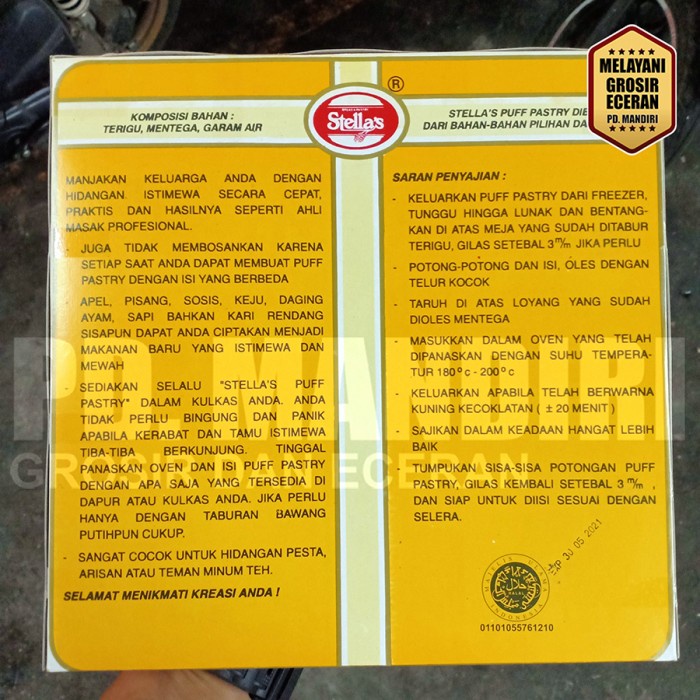 MELAYANI
GROSIR
ECERAN
PD. MANDIRI
®
Stella's
KOMPOSISI BAHAN :
TERIGU, MENTEGA, GARAM AIR
STELLA'S PUFF PASTRY
DARI BAHAN-BAHAN PILIHAN
MANJAKAN KELUARGA ANDA DENGAN
HIDANGAN ISTIMEWA SECARA CEPAT,
PRAKTIS DAN HASILNYA SEPERTI AHLI
MASAK PROFESIONAL.
- JUGA TIDAK MEMBOSANKAN KARENA
SETIAP SAAT ANDA DAPAT MEMBUAT PUFF
PASTRY DENGAN ISI YANG BERBEDA
- APEL, PISANG, SOSIS, KEJU, DAGING
AYAM, SAPI BAHKAN KARI RENDANG
SISAPUN DAPAT ANDA CIPTAKAN MENJADI
MAKANAN BARU YANG ISTIMEWA DAN
MEWAH
- SEDIAKAN SELALU "STELLA'S PUFF
PASTRY" DALAM KULKAS ANDA. ANDA
TIDAK PERLU BINGUNG DAN PANIK
APABILA KERABAT DAN TAMU ISTIMEWA
TIBA-TIBA BERKUNJUNG. TINGGAL
PANASKAN OVEN DAN ISI PUFF PASTRY
DENGAN APA SAJA YANG TERSEDIA DI
DAPUR ATAU KULKAS ANDA. JIKA PERLU
HANYA DENGAN TABURAN BAWANG
PUTIHPUN CUKUP.
- SANGAT COCOK UNTUK HIDANGAN PESTA,
ARISAN ATAU TEMAN MINUM TEH.
SELAMAT MENIKMATI KREASI ANDA !
SARAN PENYAJIAN :
- KELUARKAN PUFF PASTRY DARI FREEZER,
TUNGGU HINGGA LUNAK DAN BENTANG-
KAN DI ATAS MEJA YANG SUDAH DITABUR
TERIGU, GILAS SETEBAL 3 m/m JIKA PERLU
- POTONG-POTONG DAN ISI, OLES DENGAN
TELUR KOCOK
- TARUH DI ATAS LOYANG YANG SUDAH
DIOLES MENTEGA
- MASUKKAN DALAM OVEN YANG TELAH
DIPANASKAN DENGAN SUHU TEMPERA-
TUR 180°c - 200°c
- KELUARKAN APABILA TELAH BERWARNA
KUNING KECOKLATAN ( ± 20 MENIT )
- SAJIKAN DALAM KEADAAN HANGAT LEBIH
BAIK
- TUMPUKAN SISA-SISA POTONGAN PUFF
PASTRY, GILAS KEMBALI SETEBAL 3 m/m ,
DAN SIAP UNTUK DIISI SESUAI DENGAN
SELERA.
EXP 30 05 2021
MAJELIS ULAMA
INDONESIA
حلال
HALAL
01101055761210
PD. MANDIRI
GROSIR DAN ECERAN